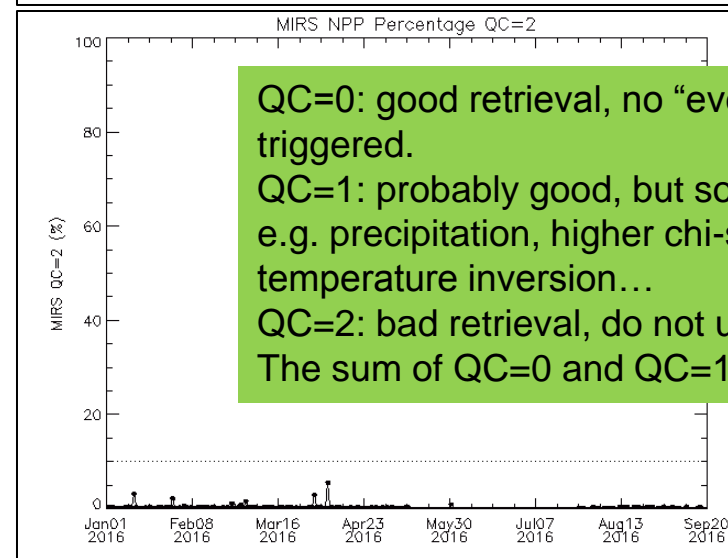 MIRS NPP Percentage QC=2
100
80
60
40
20
0
MIRS QC=2 (%)
QC=0: good retrieval, no “
triggered.
QC=1: probably good, but
e.g. precipitation, higher
temperature inversion…
QC=2: bad retrieval, do not
The sum of QC=0 and QC=1
Jan01 Feb08 Mar16 Apr23 May30 Jul07 Aug13 Sep20
2016 2016 2016 2016 2016 2016 2016 2016